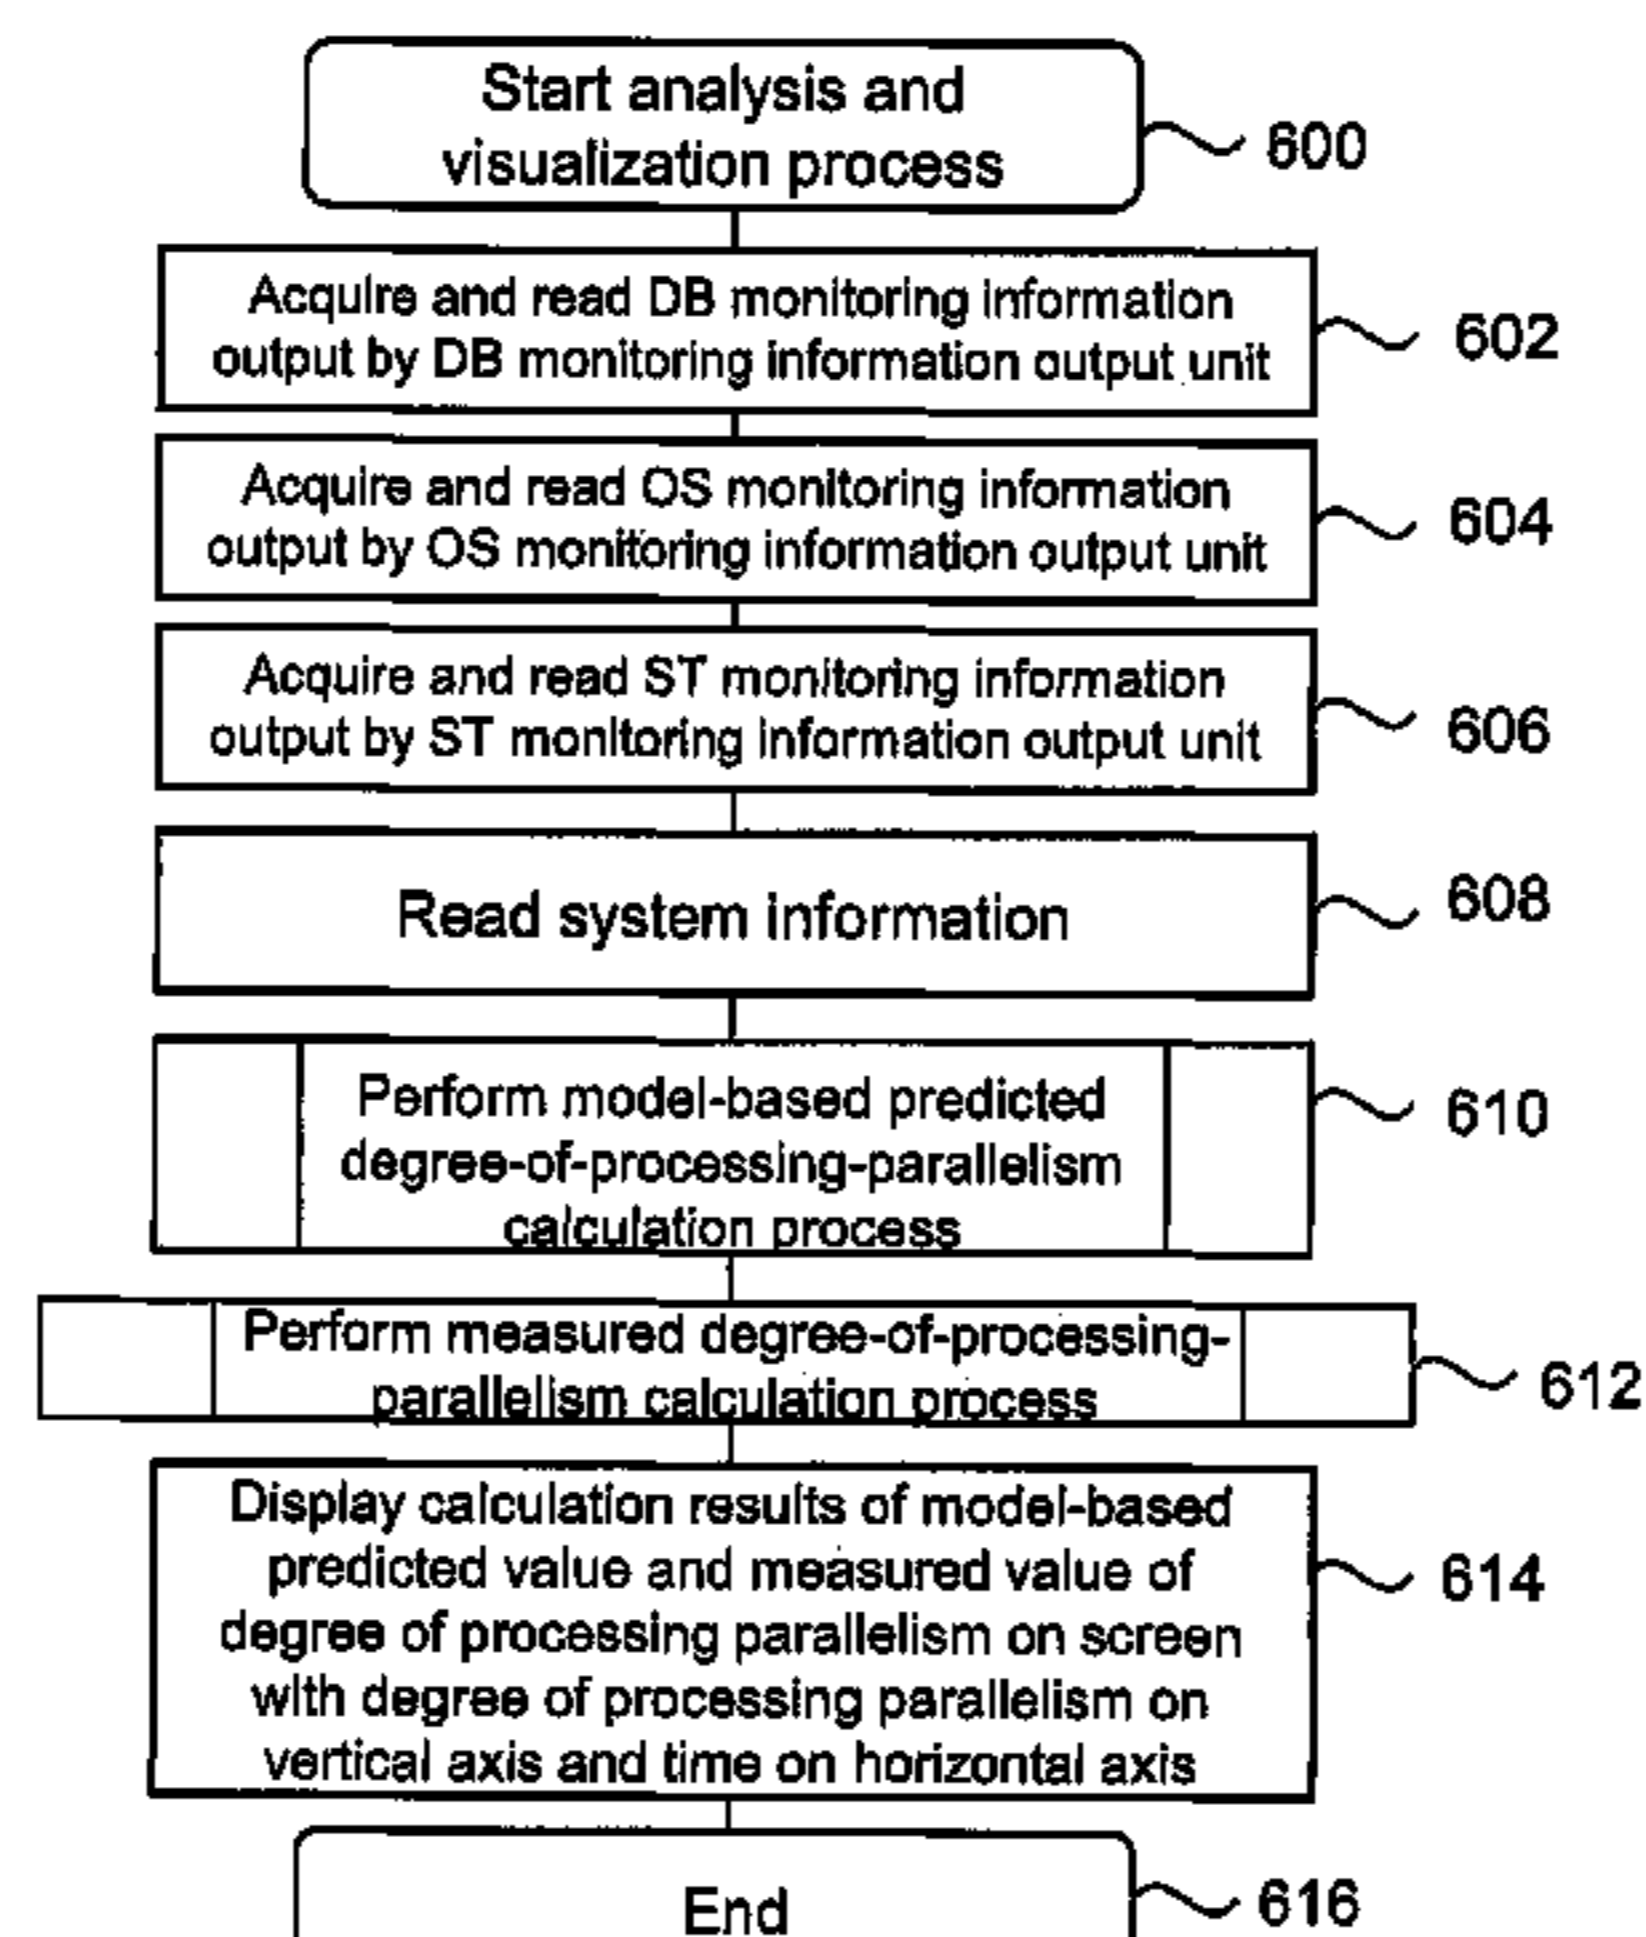 Start analysis and
visualization process
600
Acquire and read DB monitoring information
output by DB monitoring information output unit
602
Acquire and read OS monitoring information
output by OS monitoring information output unit
604
Acquire and read ST monitoring information
output by ST monitoring information output unit
606
Read system information
608
Perform model-based predicted
degree-of-processing-parallelism
calculation process
610
Perform measured degree-of-processing-
parallelism calculation process
612
Display calculation results of model-based
predicted value and measured value of
degree of processing parallelism on screen
with degree of processing parallelism on
vertical axis and time on horizontal axis
614
End
616